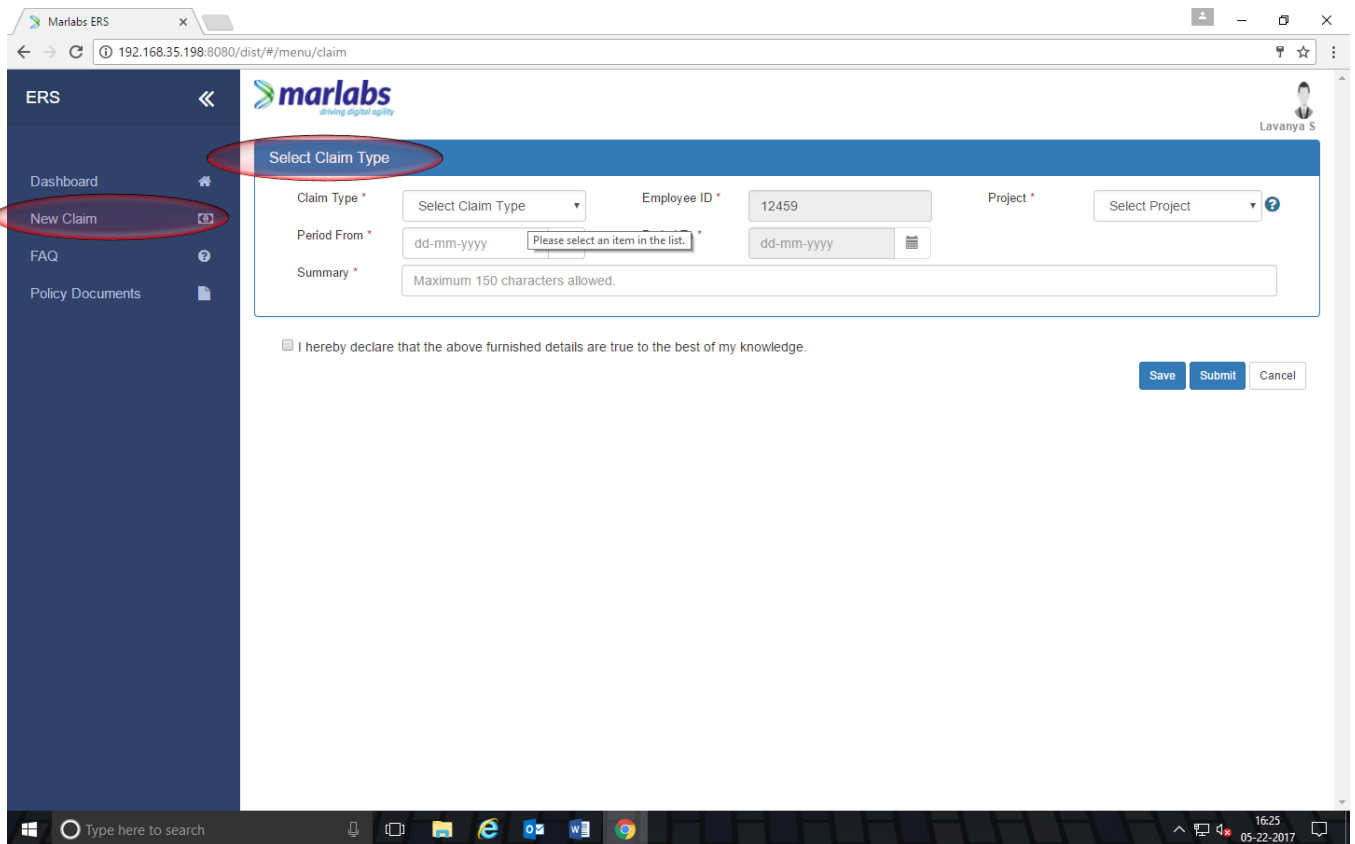 Marlabs ERS
192.168.35.198:8080/dist/#/menu/claim
ERS
marlabs
driving digital agility
Lavanya S
Select Claim Type
Dashboard
New Claim
FAQ
Policy Documents
Claim Type * Select Claim Type Employee ID * 12459 Project * Select Project
Period From * dd-mm-yyyy Please select an item in the list. * dd-mm-yyyy
Summary * Maximum 150 characters allowed.
I hereby declare that the above furnished details are true to the best of my knowledge.
Save Submit Cancel
Type here to search
16:25
05-22-2017